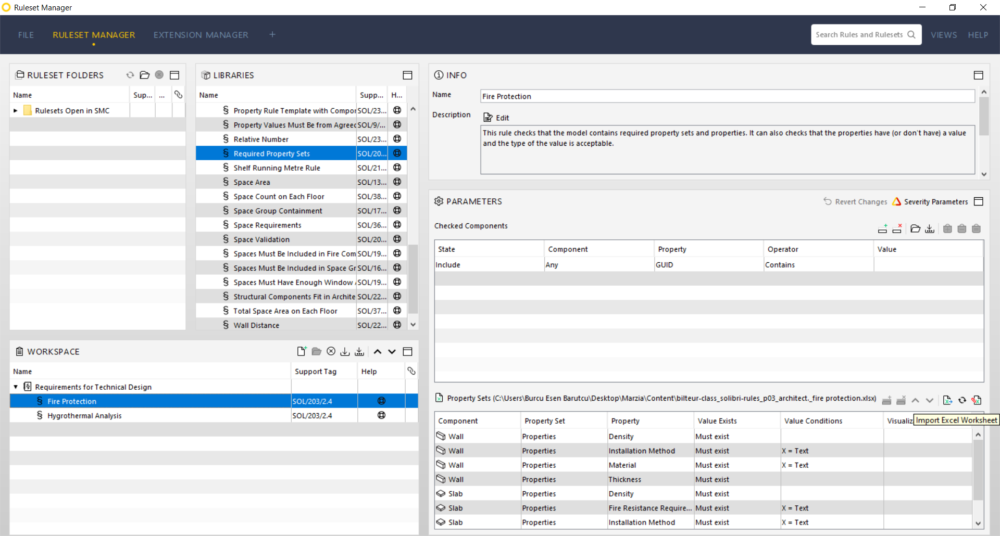 Ruleset Manager
FILE RULESET MANAGER EXTENSION MANAGER +
Search Rules and Rulesets VIEWS HELP
RULESET FOLDERS
Name Sup... ...
Rulesets Open in SMC
LIBRARIES
Name Supp... H...
§ Property Rule Template with Compor SOL/23...
§ Property Values Must Be from Agreed SOL/9/...
§ Relative Number SOL/23...
§ Required Property Sets SOL/20...
§ Shelf Running Metre Rule SOL/21...
§ Space Area SOL/13...
§ Space Count on Each Floor SOL/38...
§ Space Group Containment SOL/17...
§ Space Requirements SOL/36...
§ Space Validation SOL/20...
§ Spaces Must Be Included in Fire Com SOL/19...
§ Spaces Must Be Included in Space Gr SOL/16...
§ Spaces Must Have Enough Window SOL/19...
§ Structural Components Fit in Archite SOL/22...
§ Total Space Area on Each Floor SOL/37...
§ Wall Distance SOL/22...
WORKSPACE
Name Support Tag Help
Requirements for Technical Design
§ Fire Protection SOL/203/2.4
§ Hygrothermal Analysis SOL/203/2.4
INFO
Name Fire Protection
Description Edit
This rule checks that the model contains required property sets and properties. It can also checks that the properties have (or don't have) a value
and the type of the value is acceptable.
PARAMETERS Revert Changes Severity Parameters
Checked Components
State Component Property Operator Value
Include Any GUID Contains
Property Sets (C:\Users\Burcu Esen Barutcu\Desktop\Marzia\Content\bilteur-class_solibri-rules_p03_architect._fire protection.xlsx)
Component Property Set Property Value Exists Value Conditions Visualiz
Import Excel Worksheet
Wall Properties Density Must exist
Wall Properties Installation Method Must exist X = Text
Wall Properties Material Must exist X = Text
Wall Properties Thickness Must exist
Slab Properties Density Must exist
Slab Properties Fire Resistance Require... Must exist X = Text
Slab Properties Installation Method Must exist X = Text